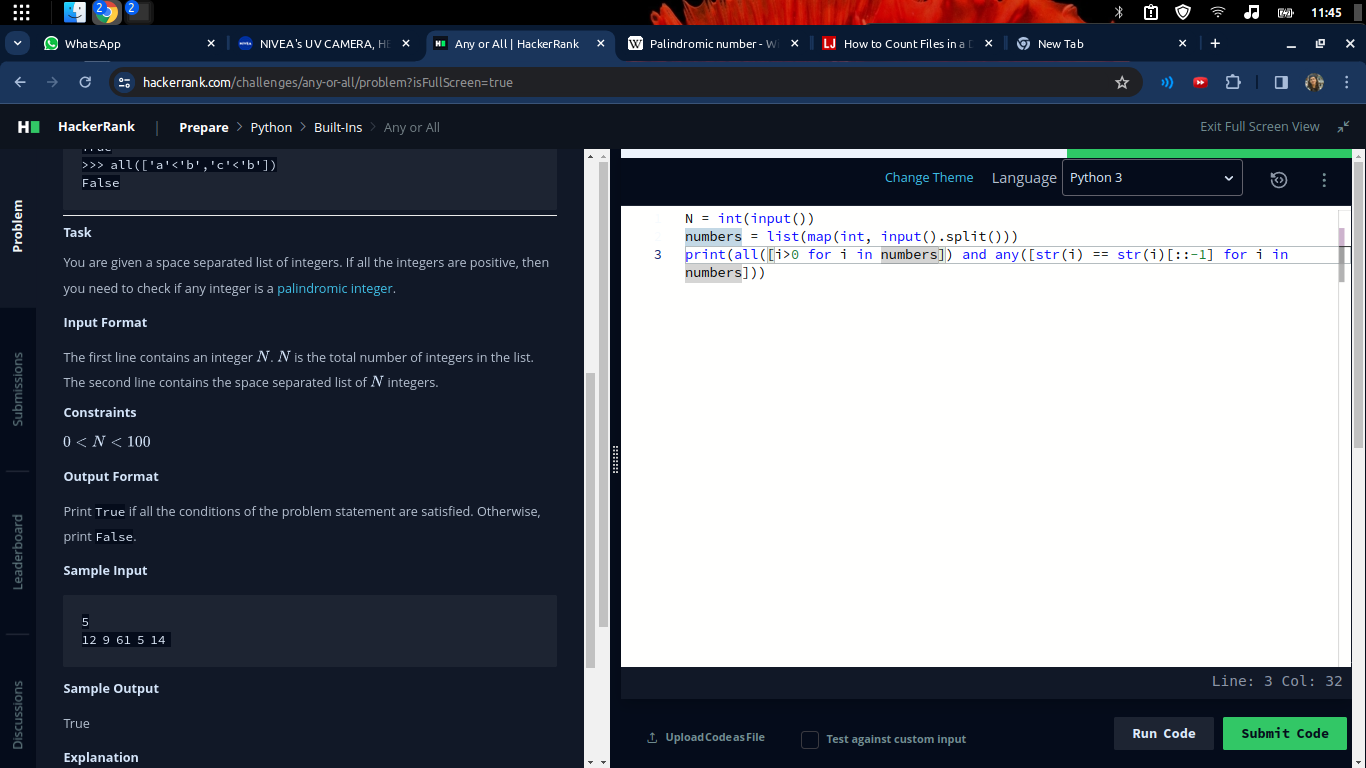 2 2 11:45
WhatsApp NIVEA's UV CAMERA, HE Any or All | HackerRank Palindromic number - Wi How to Count Files in a D New Tab
hackerrank.com/challenges/any-or-all/problem?isFullScreen=true
HackerRank | Prepare > Python > Built-Ins > Any or All Exit Full Screen View
Problem
Submissions
Leaderboard
Discussions
True
>>> all(['a'<'b','c'<'b'])
False
Task
You are given a space separated list of integers. If all the integers are positive, then
you need to check if any integer is a palindromic integer.
Input Format
The first line contains an integer N. N is the total number of integers in the list.
The second line contains the space separated list of N integers.
Constraints
0 < N < 100
Output Format
Print True if all the conditions of the problem statement are satisfied. Otherwise,
print False.
Sample Input
5
12 9 61 5 14
Sample Output
True
Explanation
Change Theme Language Python 3
N = int(input())
numbers = list(map(int, input().split()))
3 print(all([i>0 for i in numbers]) and any([str(i) == str(i)[::-1] for i in
numbers]))
Line: 3 Col: 32
Upload Code as File Test against custom input Run Code Submit Code